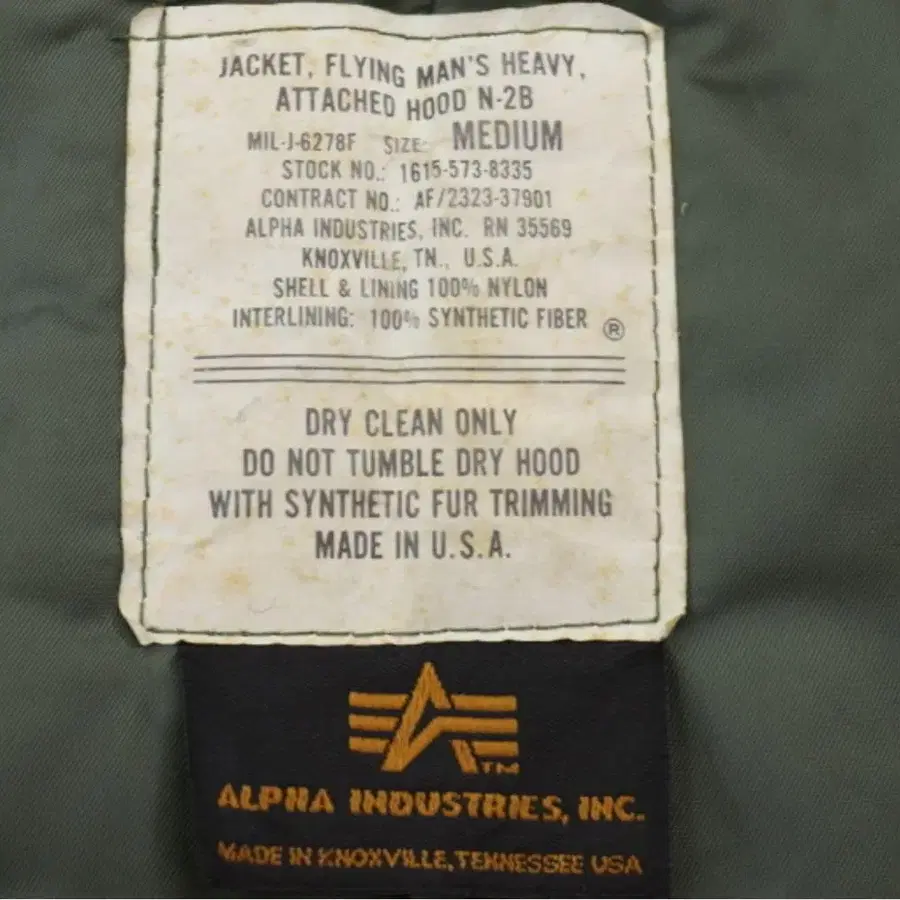 JACKET, FLYING MAN'S HEAVY,
ATTACHED HOOD N-2B
MIL-J-6278F SIZE: MEDIUM
STOCK NO.: 1615-573-8335
CONTRACT NO.: AF/2323-37901
ALPHA INDUSTRIES, INC. RN 35569
KNOXVILLE, TN., U.S.A.
SHELL & LINING 100% NYLON
INTERLINING: 100% SYNTHETIC FIBER ®
DRY CLEAN ONLY
DO NOT TUMBLE DRY HOOD
WITH SYNTHETIC FUR TRIMMING
MADE IN U.S.A.
TM
ALPHA INDUSTRIES, INC.
MADE IN KNOXVILLE, TENNESSEE USA